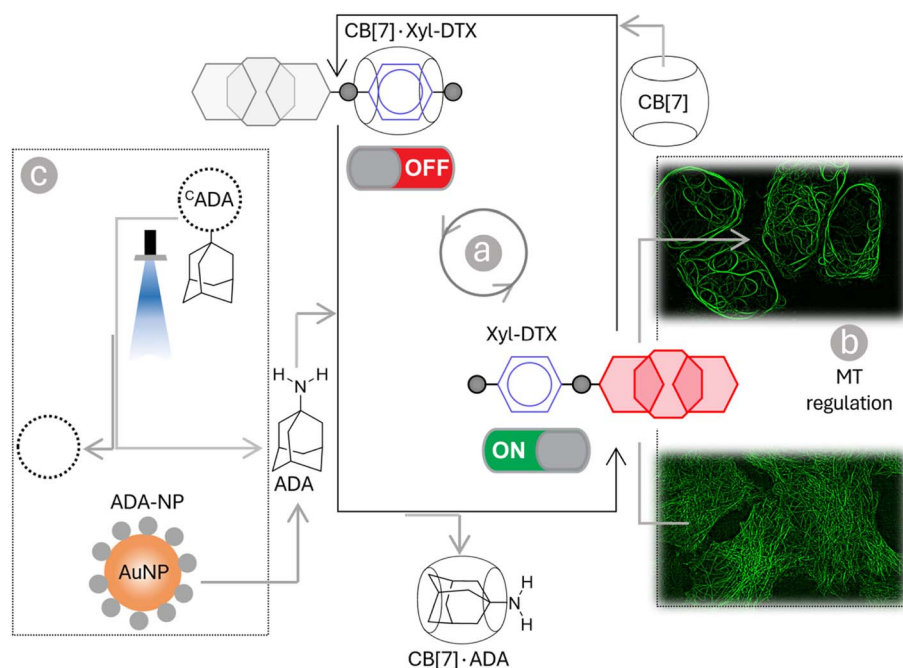 CB[7]·Xyl-DTX
CB[7]
OFF
c
ᶜADA
a
Xyl-DTX
b
MT
regulation
H H
N
ADA
ON
ADA-NP
AuNP
H
N
H
CB[7]·ADA